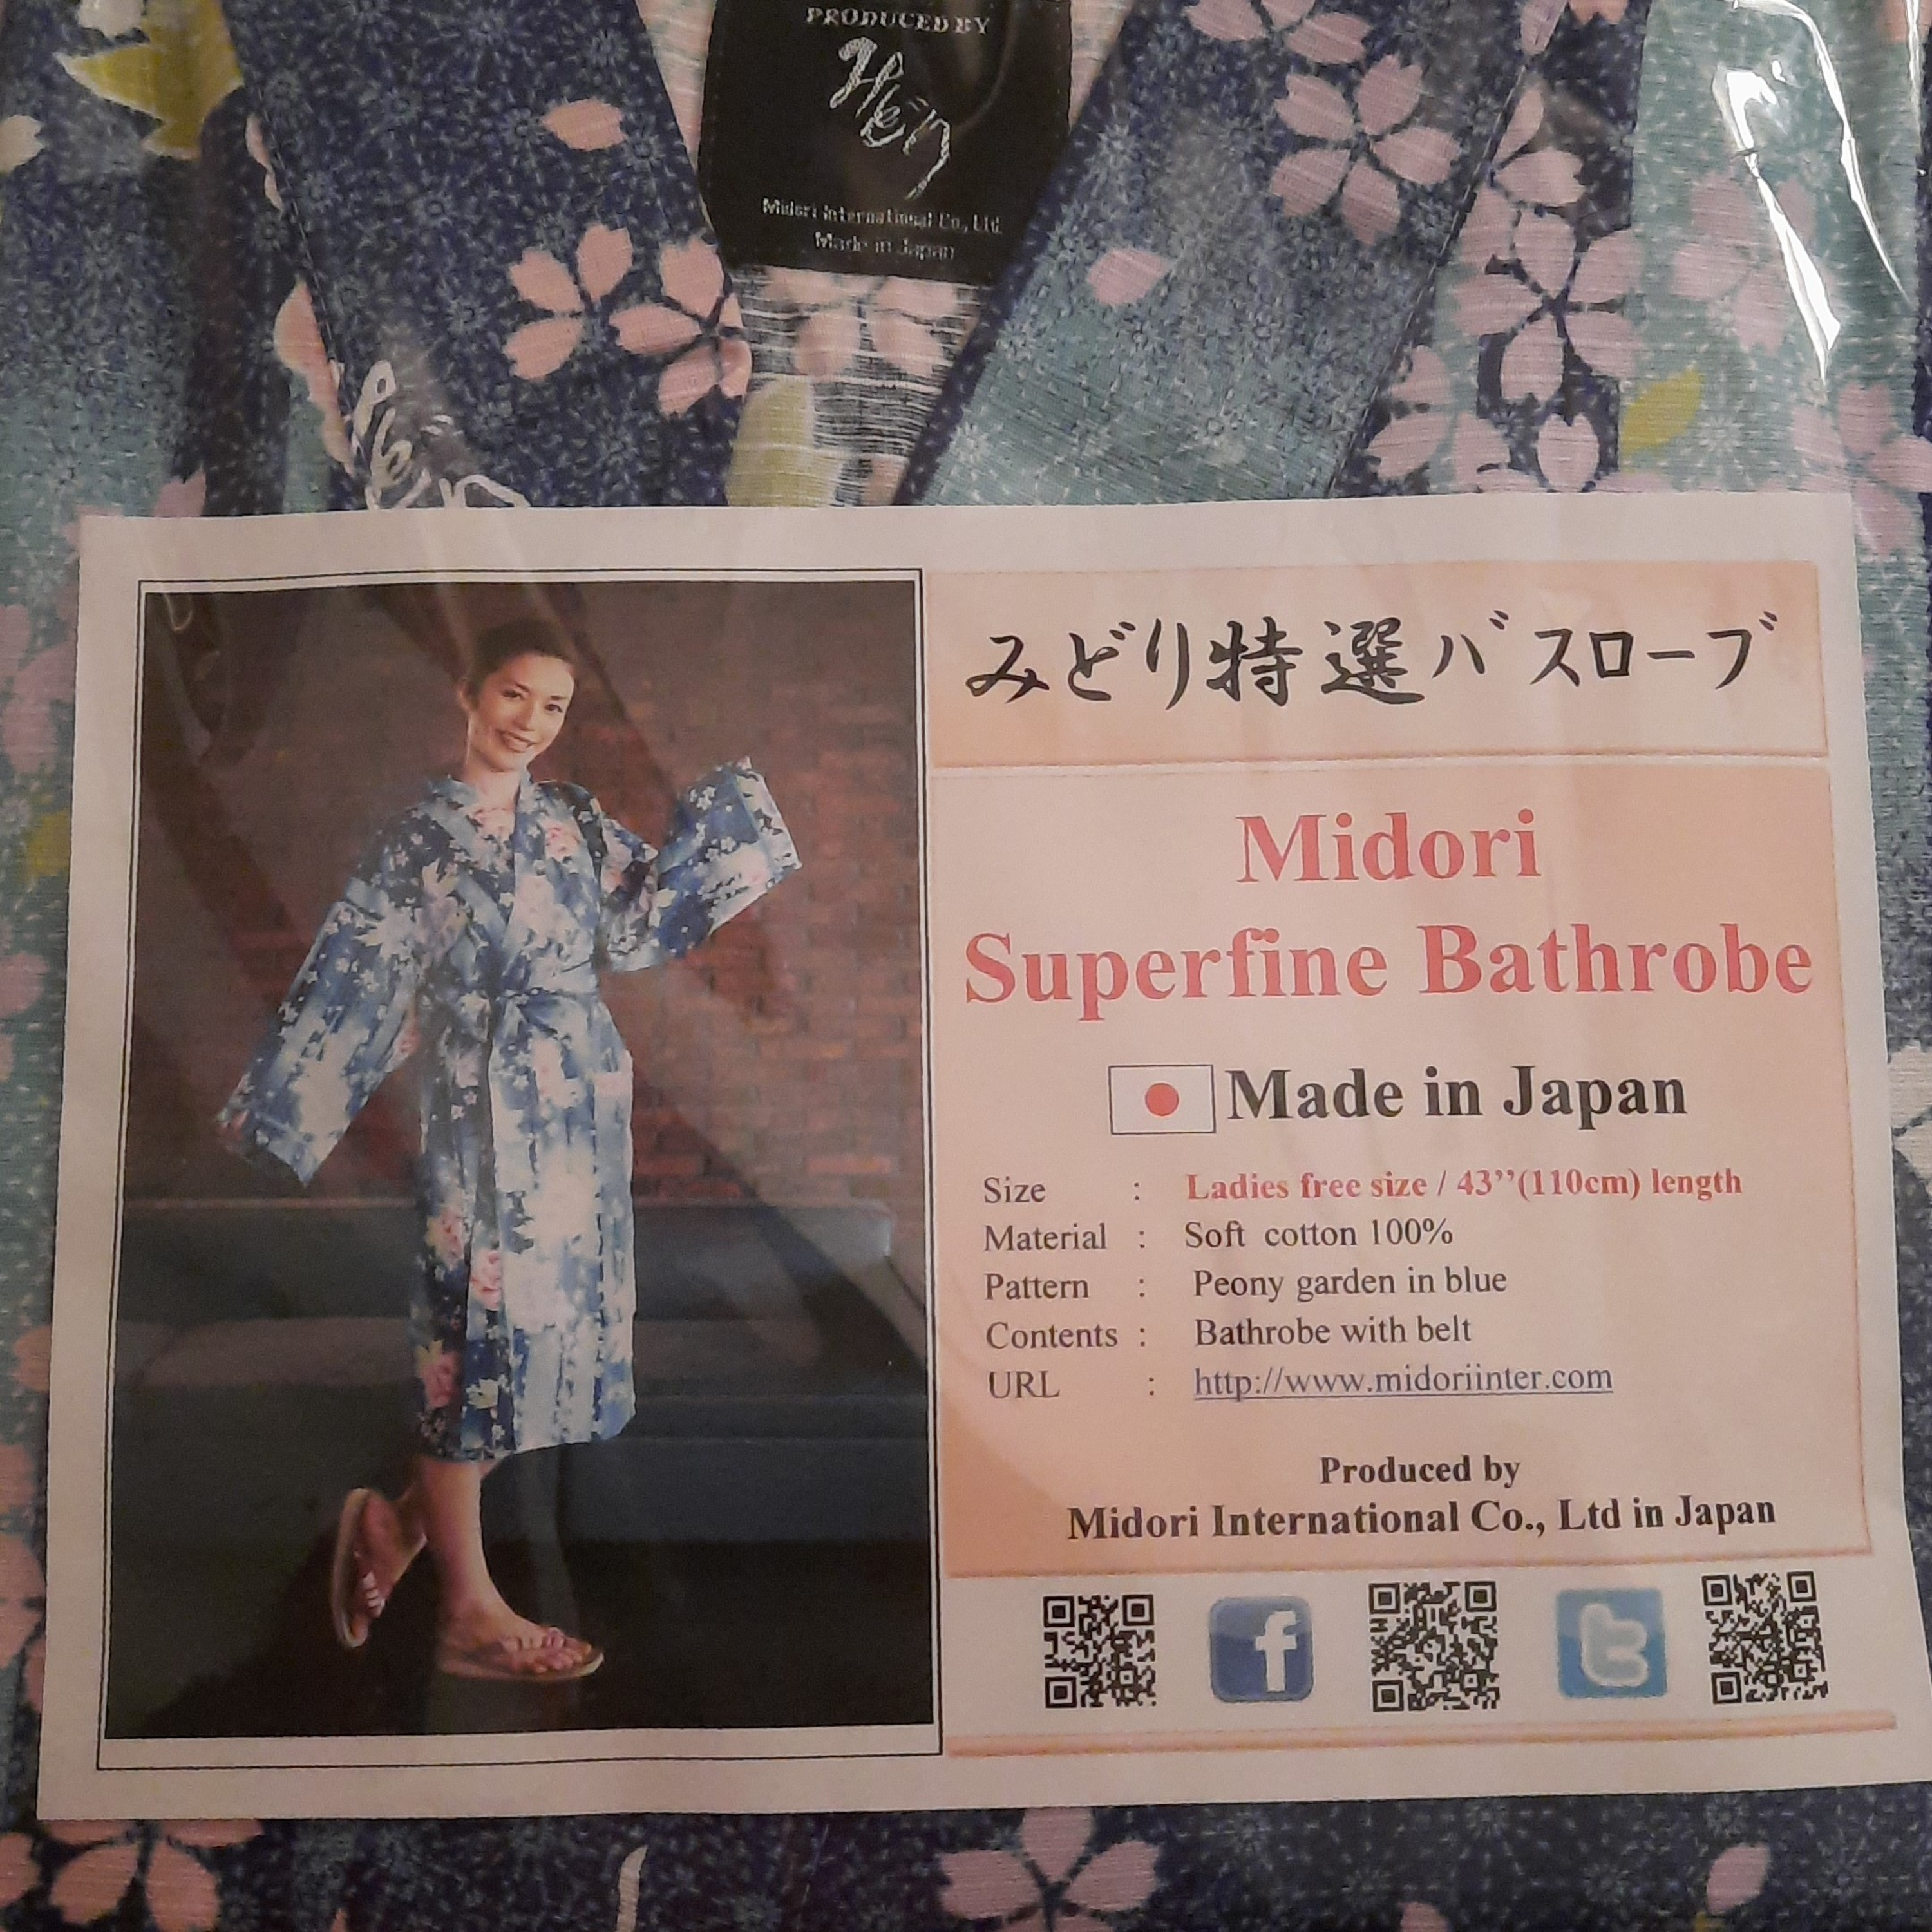 PRODUCED BY
Midori International Co., Ltd.
Made in Japan
みどり特選バスローブ
Midori
Superfine Bathrobe
Made in Japan
Size : Ladies free size / 43’’(110cm) length
Material : Soft cotton 100%
Pattern : Peony garden in blue
Contents : Bathrobe with belt
URL : http://www.midoriinter.com
Produced by
Midori International Co., Ltd in Japan
f
t